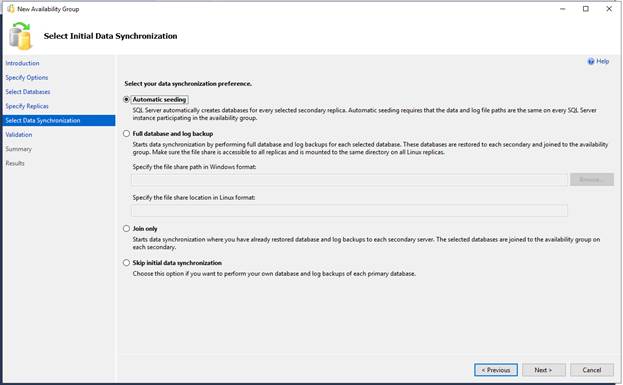 New Availability Group
Select Initial Data Synchronization
Introduction
Specify Options
Select Databases
Specify Replicas
Select Data Synchronization
Validation
Summary
Results
Help
Select your data synchronization preference.
Automatic seeding
SQL Server automatically creates databases for every selected secondary replica. Automatic seeding requires that the data and log file paths are the same on every SQL Server
instance participating in the availability group.
Full database and log backup
Starts data synchronization by performing full database and log backups for each selected database. These databases are restored to each secondary and joined to the availability
group. Make sure the file share is accessible to all replicas and is mounted to the same directory on all Linux replicas.
Specify the file share path in Windows format:
Browse...
Specify the file share location in Linux format:
Join only
Starts data synchronization where you have already restored database and log backups to each secondary server. The selected databases are joined to the availability group on
each secondary.
Skip initial data synchronization
Choose this option if you want to perform your own database and log backups of each primary database.
< Previous
Next >
Cancel